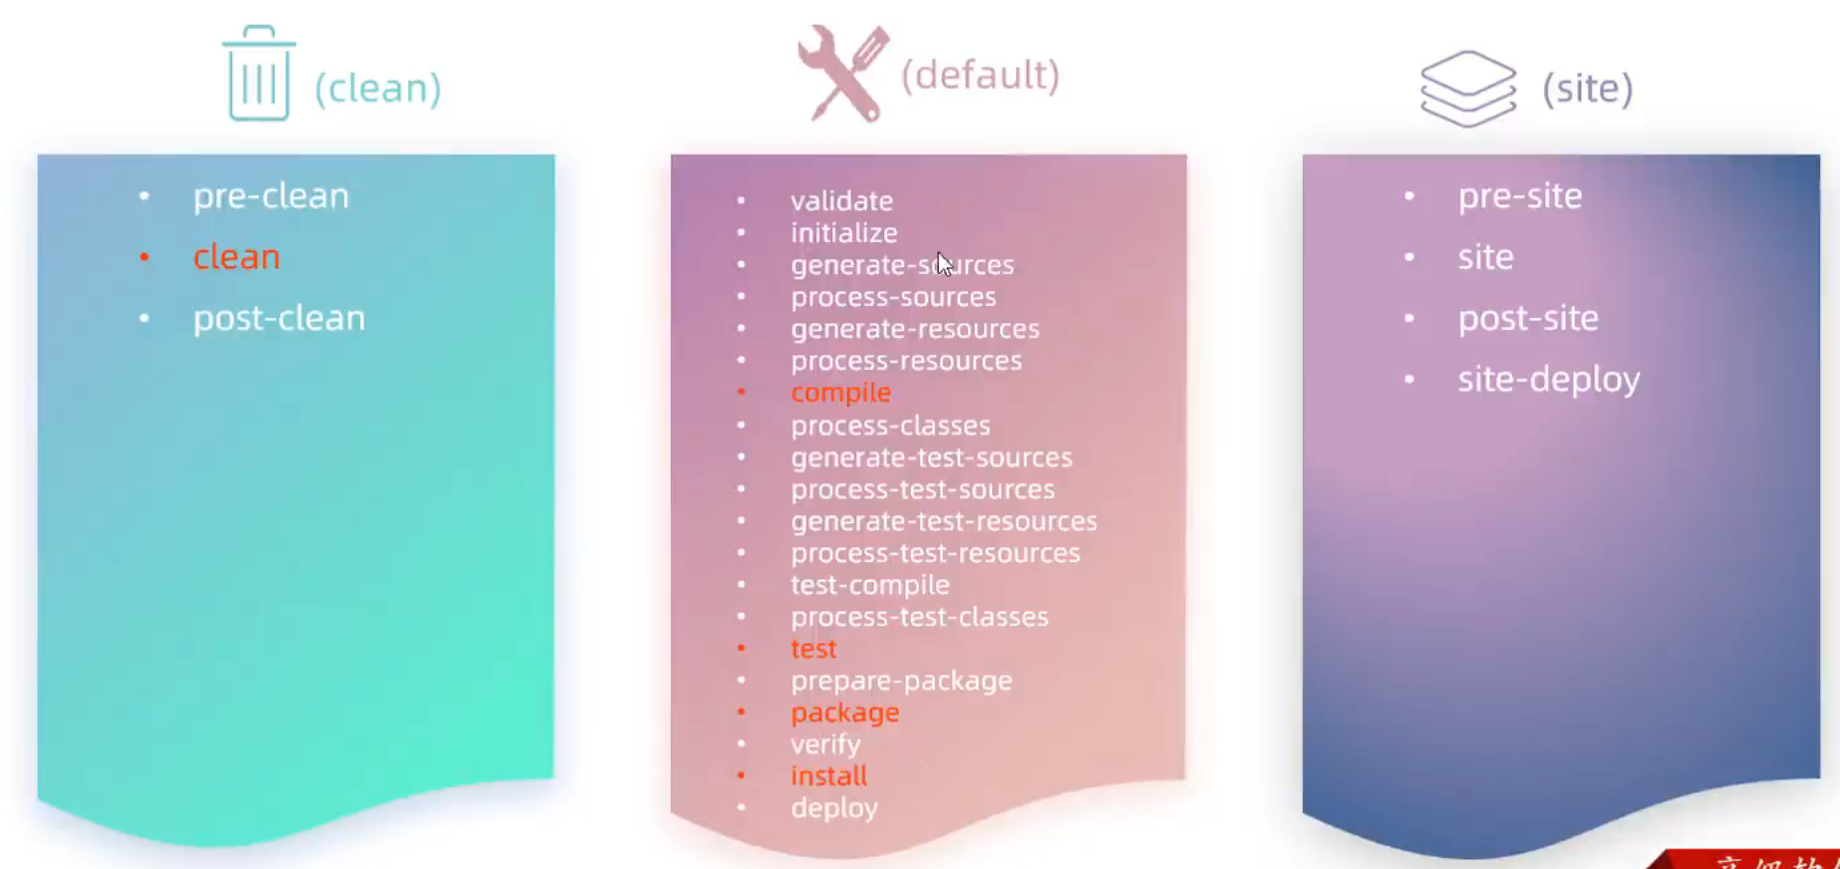 (clean)
pre-clean
clean
post-clean
(default)
validate
initialize
generate-sources
process-sources
generate-resources
process-resources
compile
process-classes
generate-test-sources
process-test-sources
generate-test-resources
process-test-resources
test-compile
process-test-classes
test
prepare-package
package
verify
install
deploy
(site)
pre-site
site
post-site
site-deploy